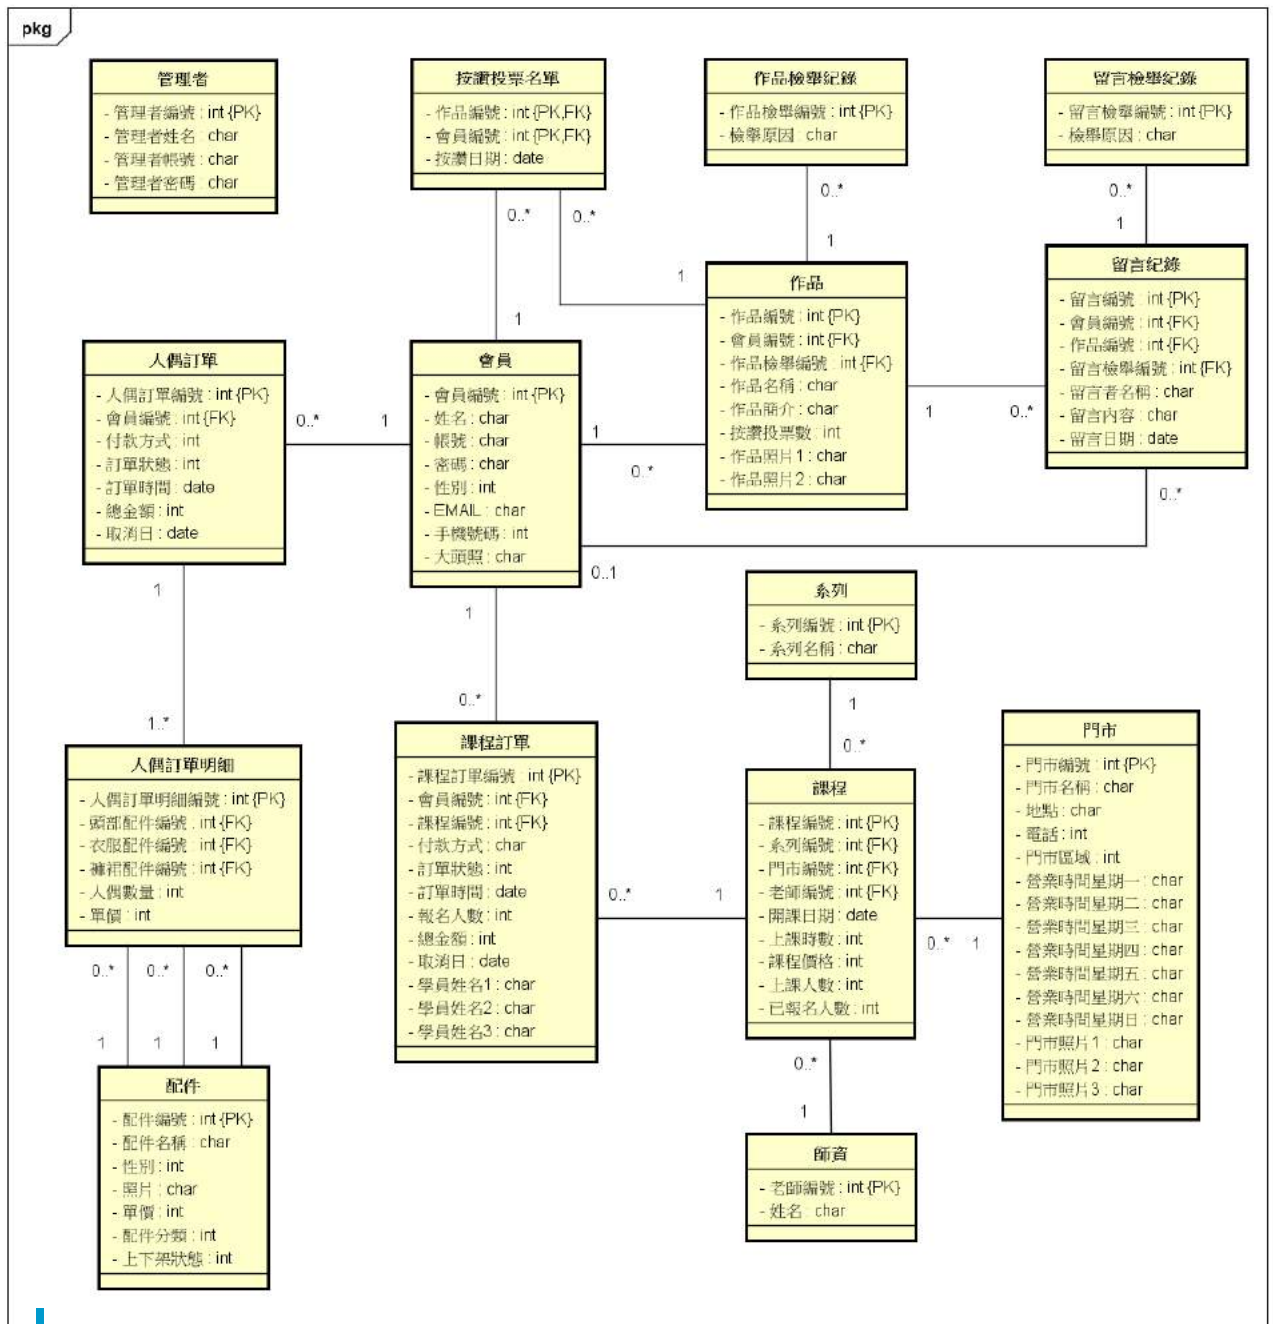 pkg
管理者
- 管理者編號 : int {PK}
- 管理者姓名 : char
- 管理者帳號 : char
- 管理者密碼 : char
按讚投票名單
- 作品編號 : int {PK,FK}
- 會員編號 : int {PK,FK}
- 按讚日期 : date
作品檢舉紀錄
- 作品檢舉編號 : int {PK}
- 檢舉原因 : char
留言檢舉紀錄
- 留言檢舉編號 : int {PK}
- 檢舉原因 : char
0..*
0..*
0..*
0..*
1
1
1
1
作品
- 作品編號 : int {PK}
- 會員編號 : int {FK}
- 作品檢舉編號 : int {FK}
- 作品名稱 : char
- 作品簡介 : char
- 按讚投票數 : int
- 作品照片1 : char
- 作品照片2 : char
留言紀錄
- 留言編號 : int {PK}
- 會員編號 : int {FK}
- 作品編號 : int {FK}
- 留言檢舉編號 : int {FK}
- 留言者名稱 : char
- 留言內容 : char
- 留言日期 : date
人偶訂單
- 人偶訂單編號 : int {PK}
- 會員編號 : int {FK}
- 付款方式 : int
- 訂單狀態 : int
- 訂單時間 : date
- 總金額 : int
- 取消日 : date
會員
- 會員編號 : int {PK}
- 姓名 : char
- 帳號 : char
- 密碼 : char
- 性別 : int
- EMAIL : char
- 手機號碼 : int
- 大頭照 : char
0..*
1
1
0..*
1
0..*
0..*
0..1
1
1
系列
- 系列編號 : int {PK}
- 系列名稱 : char
1..*
0..*
1
0..*
人偶訂單明細
- 人偶訂單明細編號 : int {PK}
- 頭部配件編號 : int {FK}
- 衣服配件編號 : int {FK}
- 褲裙配件編號 : int {FK}
- 人偶數量 : int
- 單價 : int
課程訂單
- 課程訂單編號 : int {PK}
- 會員編號 : int {FK}
- 課程編號 : int {FK}
- 付款方式 : char
- 訂單狀態 : int
- 訂單時間 : date
- 報名人數 : int
- 總金額 : int
- 取消日 : date
- 學員姓名1 : char
- 學員姓名2 : char
- 學員姓名3 : char
課程
- 課程編號 : int {PK}
- 系列編號 : int {FK}
- 門市編號 : int {FK}
- 老師編號 : int {FK}
- 開課日期 : date
- 上課時數 : int
- 課程價格 : int
- 上課人數 : int
- 已報名人數 : int
門市
- 門市編號 : int {PK}
- 門市名稱 : char
- 地點 : char
- 電話 : int
- 門市區域 : int
- 營業時間星期一 : char
- 營業時間星期二 : char
- 營業時間星期三 : char
- 營業時間星期四 : char
- 營業時間星期五 : char
- 營業時間星期六 : char
- 營業時間星期日 : char
- 門市照片1 : char
- 門市照片2 : char
- 門市照片3 : char
0..*
1
0..*
1
0..*
0..*
0..*
1
1
1
0..*
1
配件
- 配件編號 : int {PK}
- 配件名稱 : char
- 性別 : int
- 照片 : char
- 單價 : int
- 配件分類 : int
- 上下架狀態 : int
師資
- 老師編號 : int {PK}
- 姓名 : char